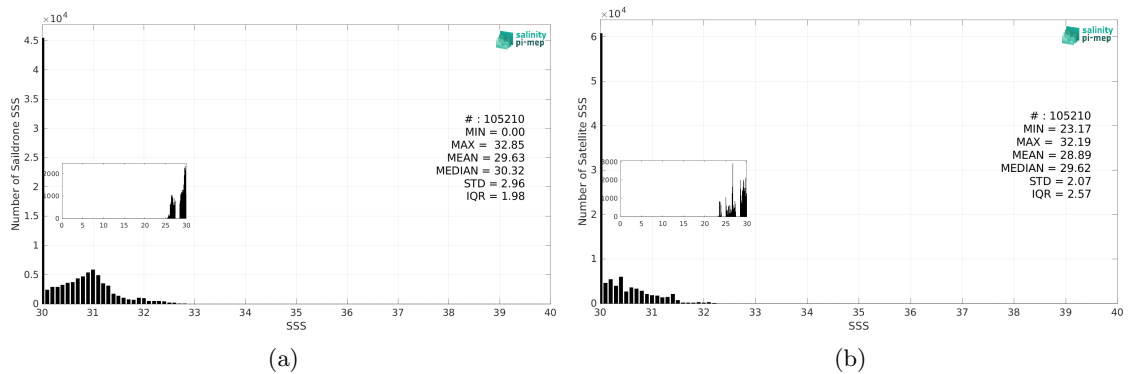 ×10⁴
4.5
4
3.5
3
2.5
2
1.5
1
0.5
0
Number of Saildrone SSS
salinity
pi-mep
# : 105210
MIN = 0.00
MAX = 32.85
MEAN = 29.63
MEDIAN = 30.32
STD = 2.96
IQR = 1.98
2000
1000
0
0 5 10 15 20 25 30
30 31 32 33 34 35 36 37 38 39 40
SSS
(a)
×10⁴
6
5
4
3
2
1
0
Number of Satellite SSS
salinity
pi-mep
# : 105210
MIN = 23.17
MAX = 32.19
MEAN = 28.89
MEDIAN = 29.62
STD = 2.07
IQR = 2.57
3000
2000
1000
0
0 5 10 15 20 25 30
30 31 32 33 34 35 36 37 38 39 40
SSS
(b)